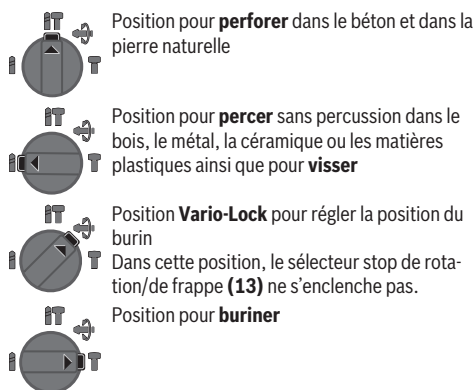 Position pour perforer dans le béton et dans la
pierre naturelle
Position pour percer sans percussion dans le
bois, le métal, la céramique ou les matières
plastiques ainsi que pour visser
Position Vario-Lock pour régler la position du
burin
Dans cette position, le sélecteur stop de rota-
tion/de frappe (13) ne s'enclenche pas.
Position pour buriner